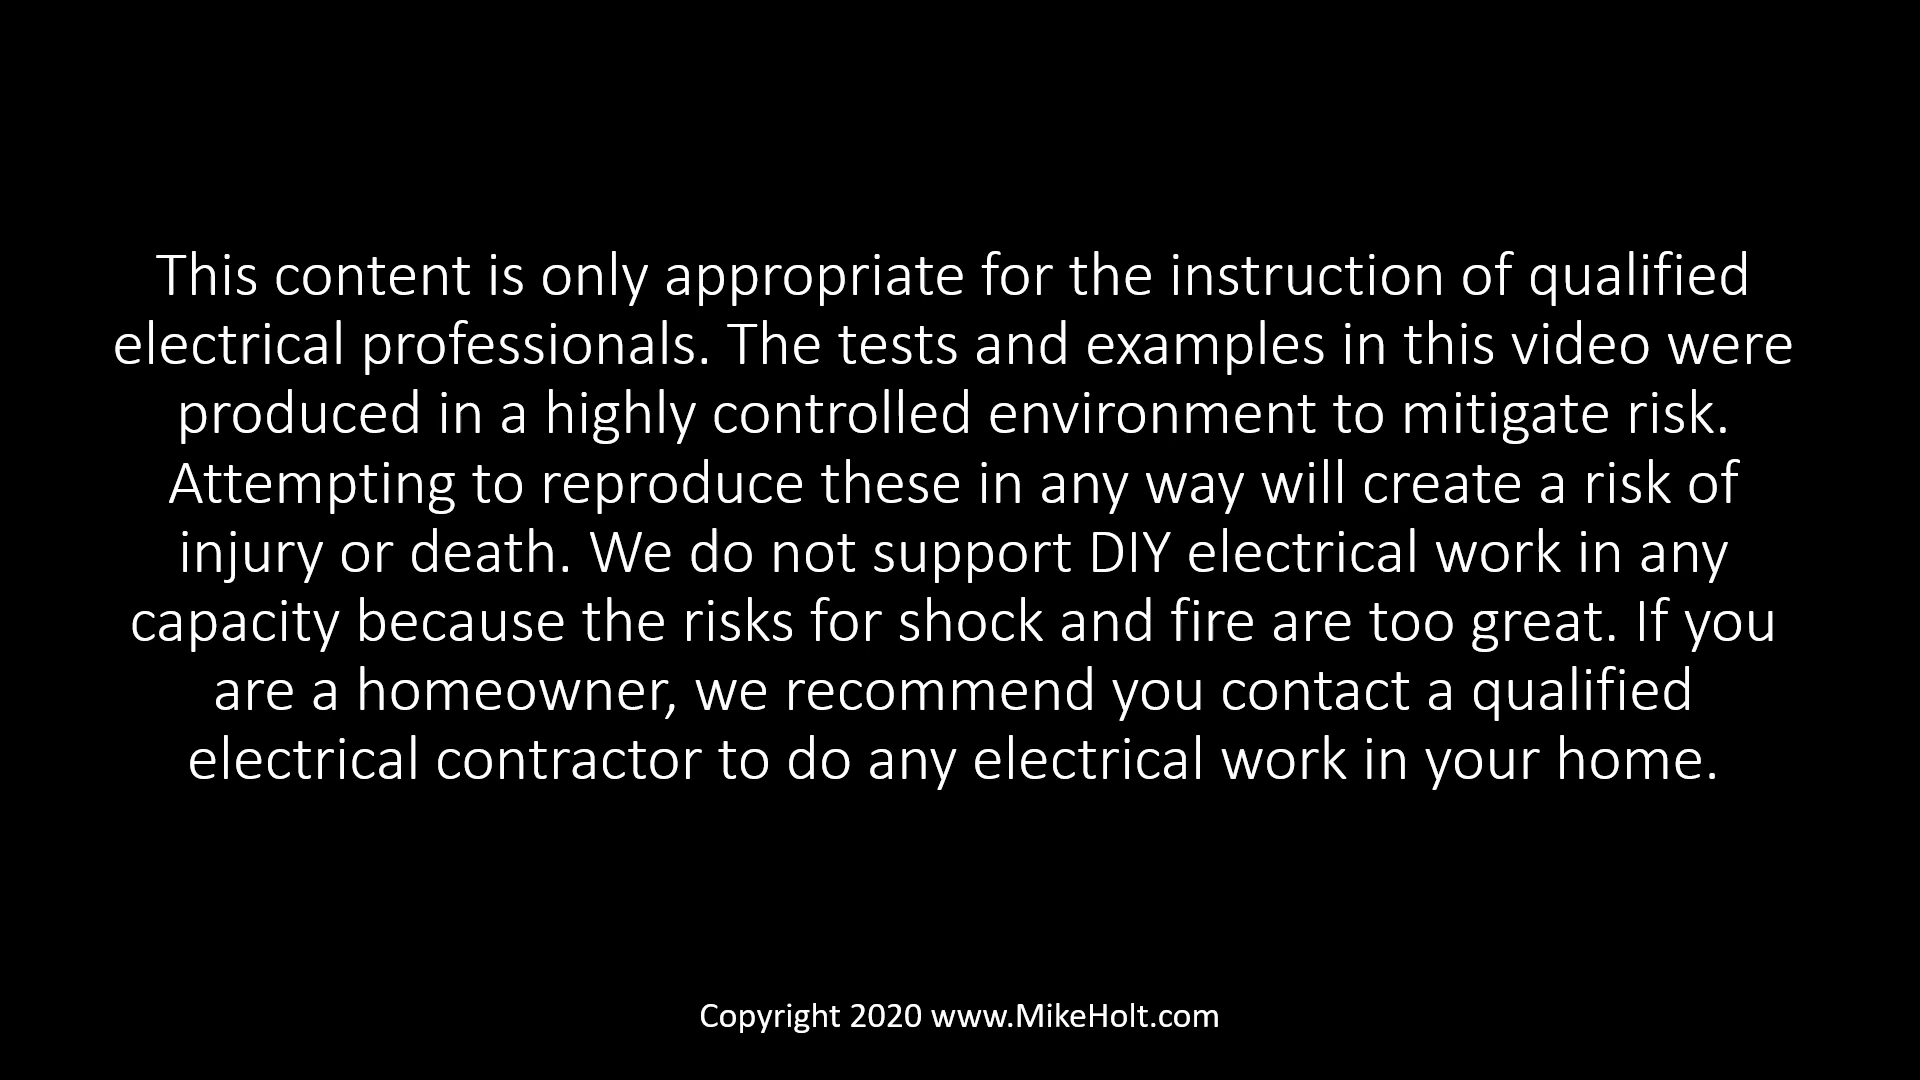 This content is only appropriate for the instruction of qualified
electrical professionals. The tests and examples in this video were
produced in a highly controlled environment to mitigate risk.
Attempting to reproduce these in any way will create a risk of
injury or death. We do not support DIY electrical work in any
capacity because the risks for shock and fire are too great. If you
are a homeowner, we recommend you contact a qualified
electrical contractor to do any electrical work in your home.
Copyright 2020 www.MikeHolt.com